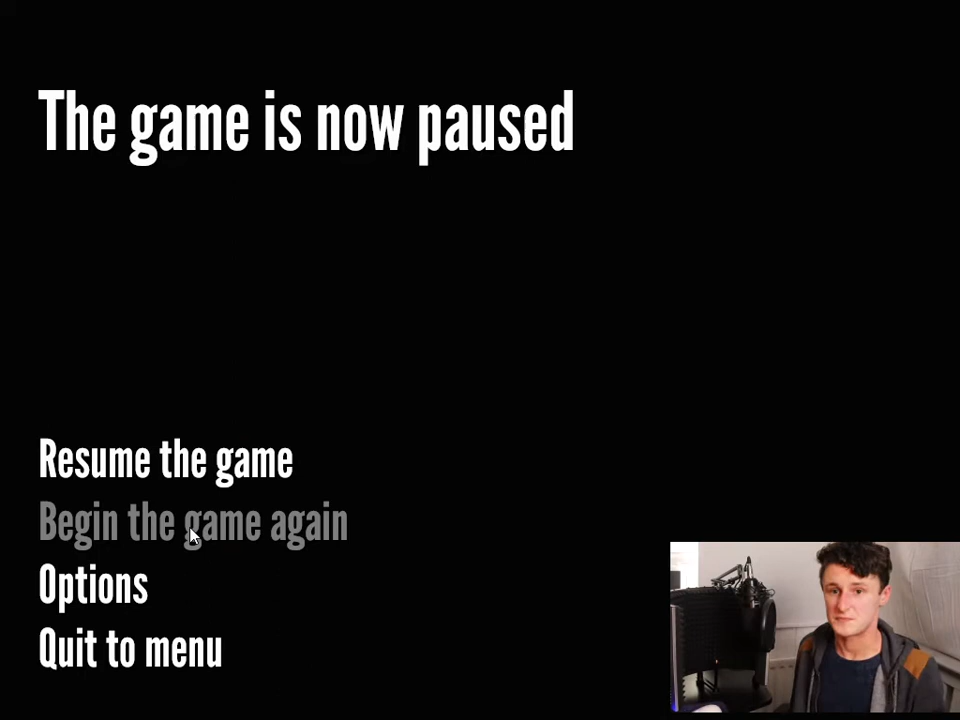 The game is now paused
Resume the game
Begin the game again
Options
Quit to menu